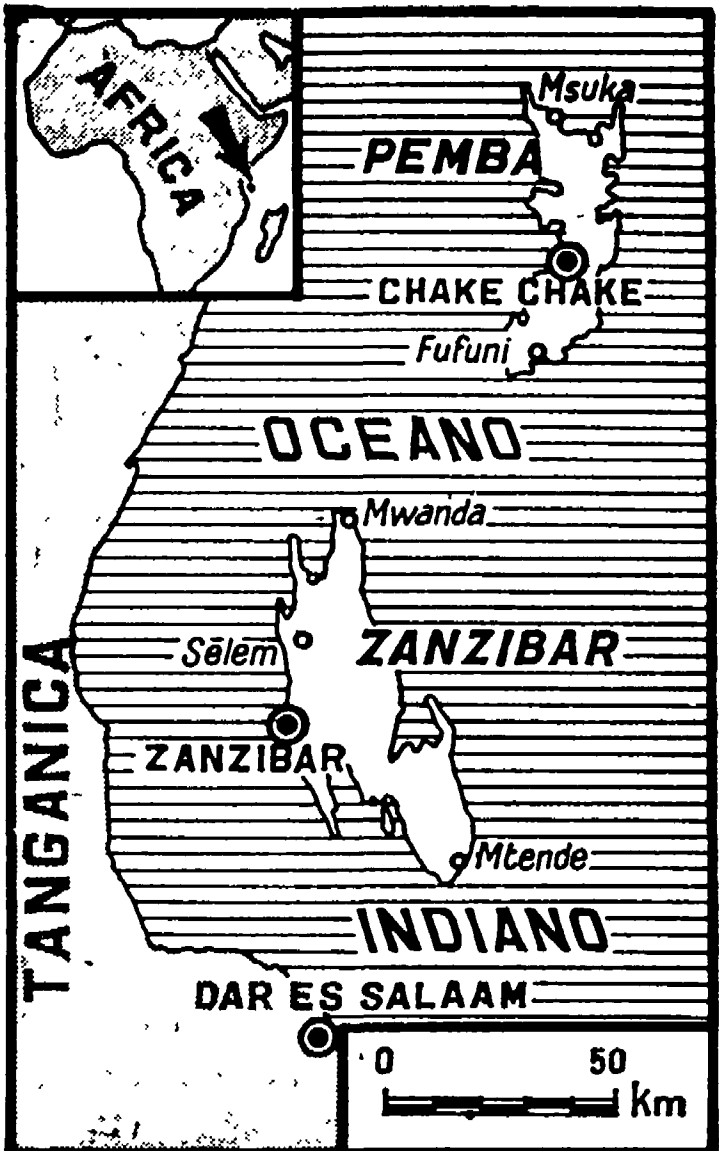 AFRICA
Msuka
PEMBA
CHAKE CHAKE
Fufuni
OCEANO
Mwanda
Sēlem
ZANZIBAR
ZANZIBAR
TANGANICA
Mtende
INDIANO
DAR ES SALAAM
0 50
Km